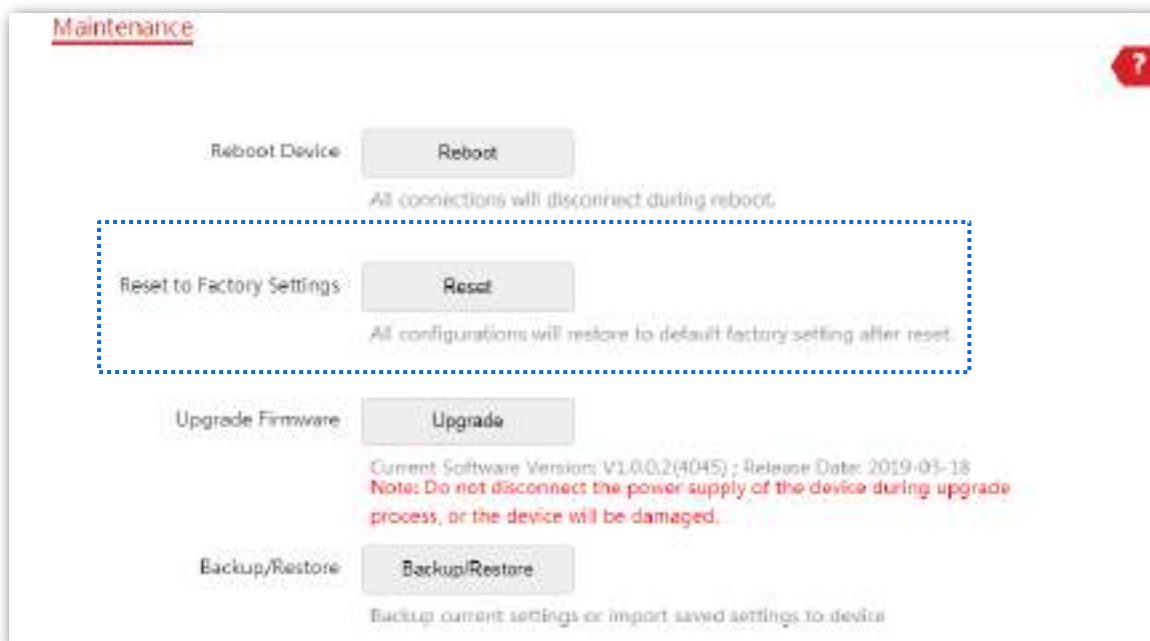 Maintenance
?
Reboot Device
Reboot
All connections will disconnect during reboot.
Reset to Factory Settings
Reset
All configurations will restore to default factory setting after reset.
Upgrade Firmware
Upgrade
Current Software Version: V1.0.0.2(4045) ; Release Date: 2019-03-18
Note: Do not disconnect the power supply of the device during upgrade
process, or the device will be damaged.
Backup/Restore
Backup/Restore
Backup current settings or import saved settings to device